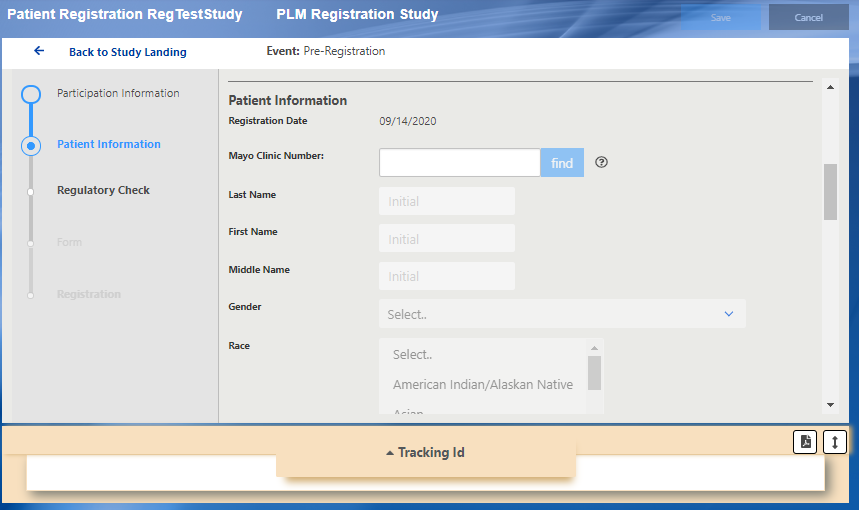 Patient Registration RegTestStudy PLM Registration Study Save Cancel
Back to Study Landing Event: Pre-Registration
Participation Information
Patient Information
Regulatory Check
Form
Registration
Patient Information
Registration Date 09/14/2020
Mayo Clinic Number: find ?
Last Name Initial
First Name Initial
Middle Name Initial
Gender Select..
Race Select..
American Indian/Alaskan Native
Asian
Tracking Id